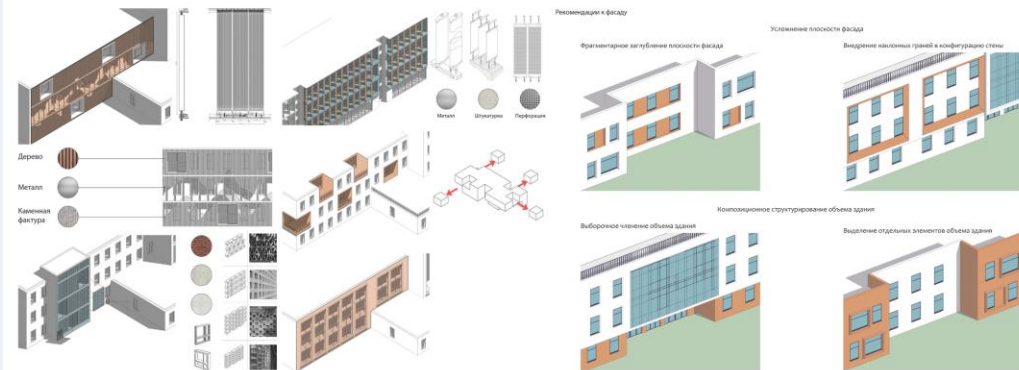 Металл
Штукатурка
Перфорация
Дерево
Металл
Каменная
фактура
Рекомендации к фасаду
Усложнение плоскости фасада
Фрагментарное заглубление плоскости фасада
Внедрение наклонных граней в конфигурацию стены
Композиционное структурирование объема здания
Выборочное членение объема здания
Выделение отдельных элементов объема здания